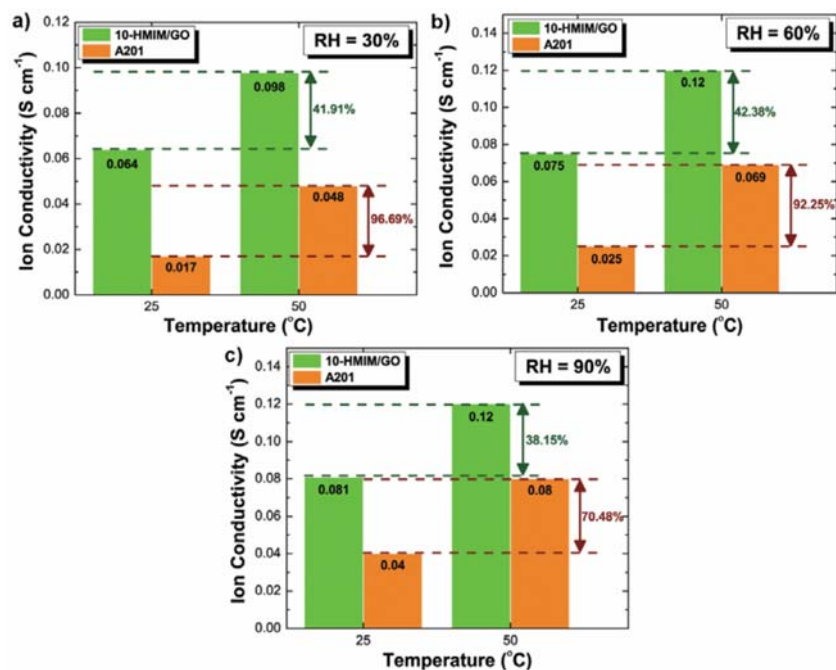 a)
10-HMIM/GO
A201
RH = 30%
Ion Conductivity (S cm⁻¹)
0.12
0.10
0.08
0.06
0.04
0.02
0.00
0.064
0.017
0.098
0.048
41.91%
96.69%
25
50
Temperature (°C)
b)
10-HMIM/GO
A201
RH = 60%
Ion Conductivity (S cm⁻¹)
0.14
0.12
0.10
0.08
0.06
0.04
0.02
0.00
0.075
0.025
0.12
0.069
42.38%
92.25%
25
50
Temperature (°C)
c)
10-HMIM/GO
A201
RH = 90%
Ion Conductivity (S cm⁻¹)
0.14
0.12
0.10
0.08
0.06
0.04
0.02
0.00
0.081
0.04
0.12
0.08
38.15%
70.48%
25
50
Temperature (°C)